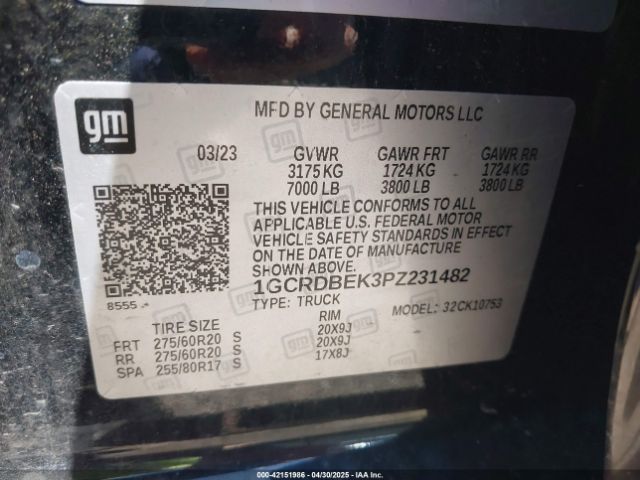 gm
MFD BY GENERAL MOTORS LLC
03/23 GVWR GAWR FRT GAWR RR
3175 KG 1724 KG 1724 KG
7000 LB 3800 LB 3800 LB
THIS VEHICLE CONFORMS TO ALL
APPLICABLE U.S. FEDERAL MOTOR
VEHICLE SAFETY STANDARDS IN EFFECT
ON THE DATE OF MANUFACTURE
SHOWN ABOVE.
8555
1GCRDBEK3PZ231482
TYPE: TRUCK MODEL: 32CK10753
TIRE SIZE RIM
FRT 275/60R20 S 20X9J
RR 275/60R20 S 20X9J
SPA 255/80R17 S 17X8J
000-42151986 - 04/30/2025 - IAA Inc.